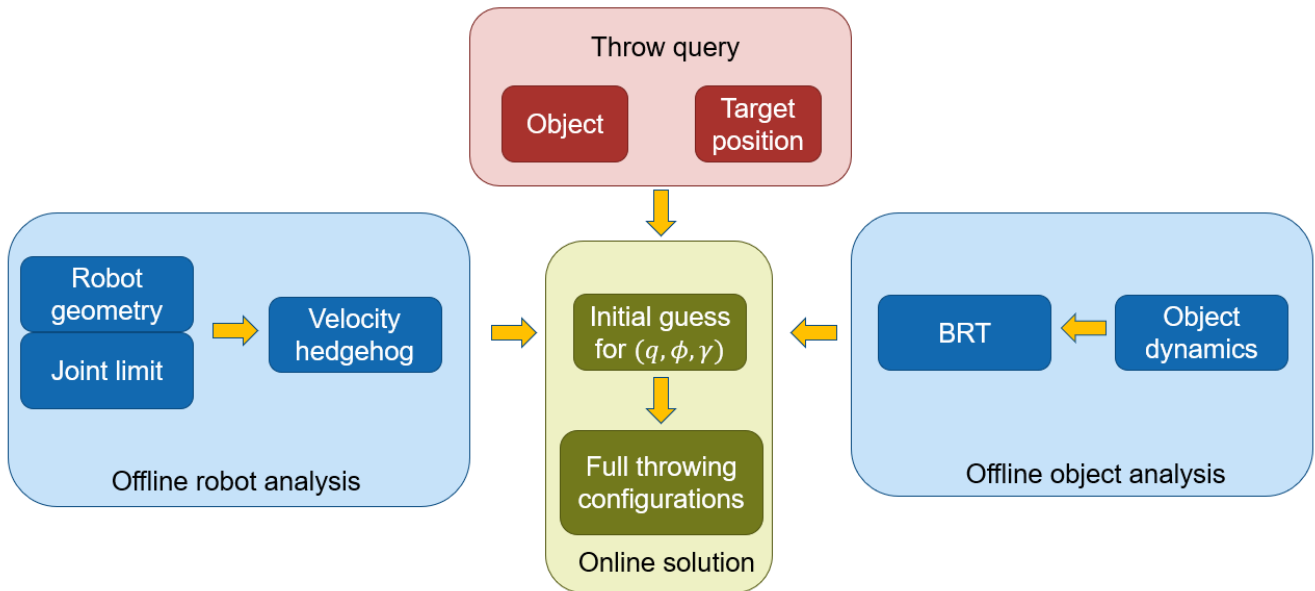 Throw query
Object
Target
position
Robot
geometry
Joint limit
Velocity
hedgehog
Offline robot analysis
Initial guess
for (q, ϕ, γ)
Full throwing
configurations
Online solution
BRT
Object
dynamics
Offline object analysis